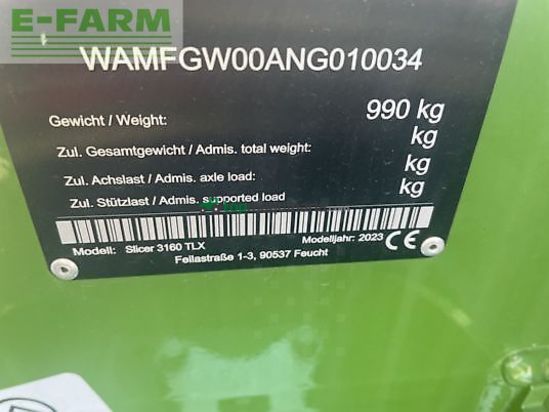 E-FARM
WAMFGW00ANG010034
Gewicht / Weight: 990 kg
Zul. Gesamtgewicht / Admis. total weight: kg
Zul. Achslast / Admis. axle load: kg
Zul. Stützlast / Admis. supported load kg
Modell: Slicer 3160 TLX Modelljahr: 2023 CE
Fellastraße 1-3, 90537 Feucht